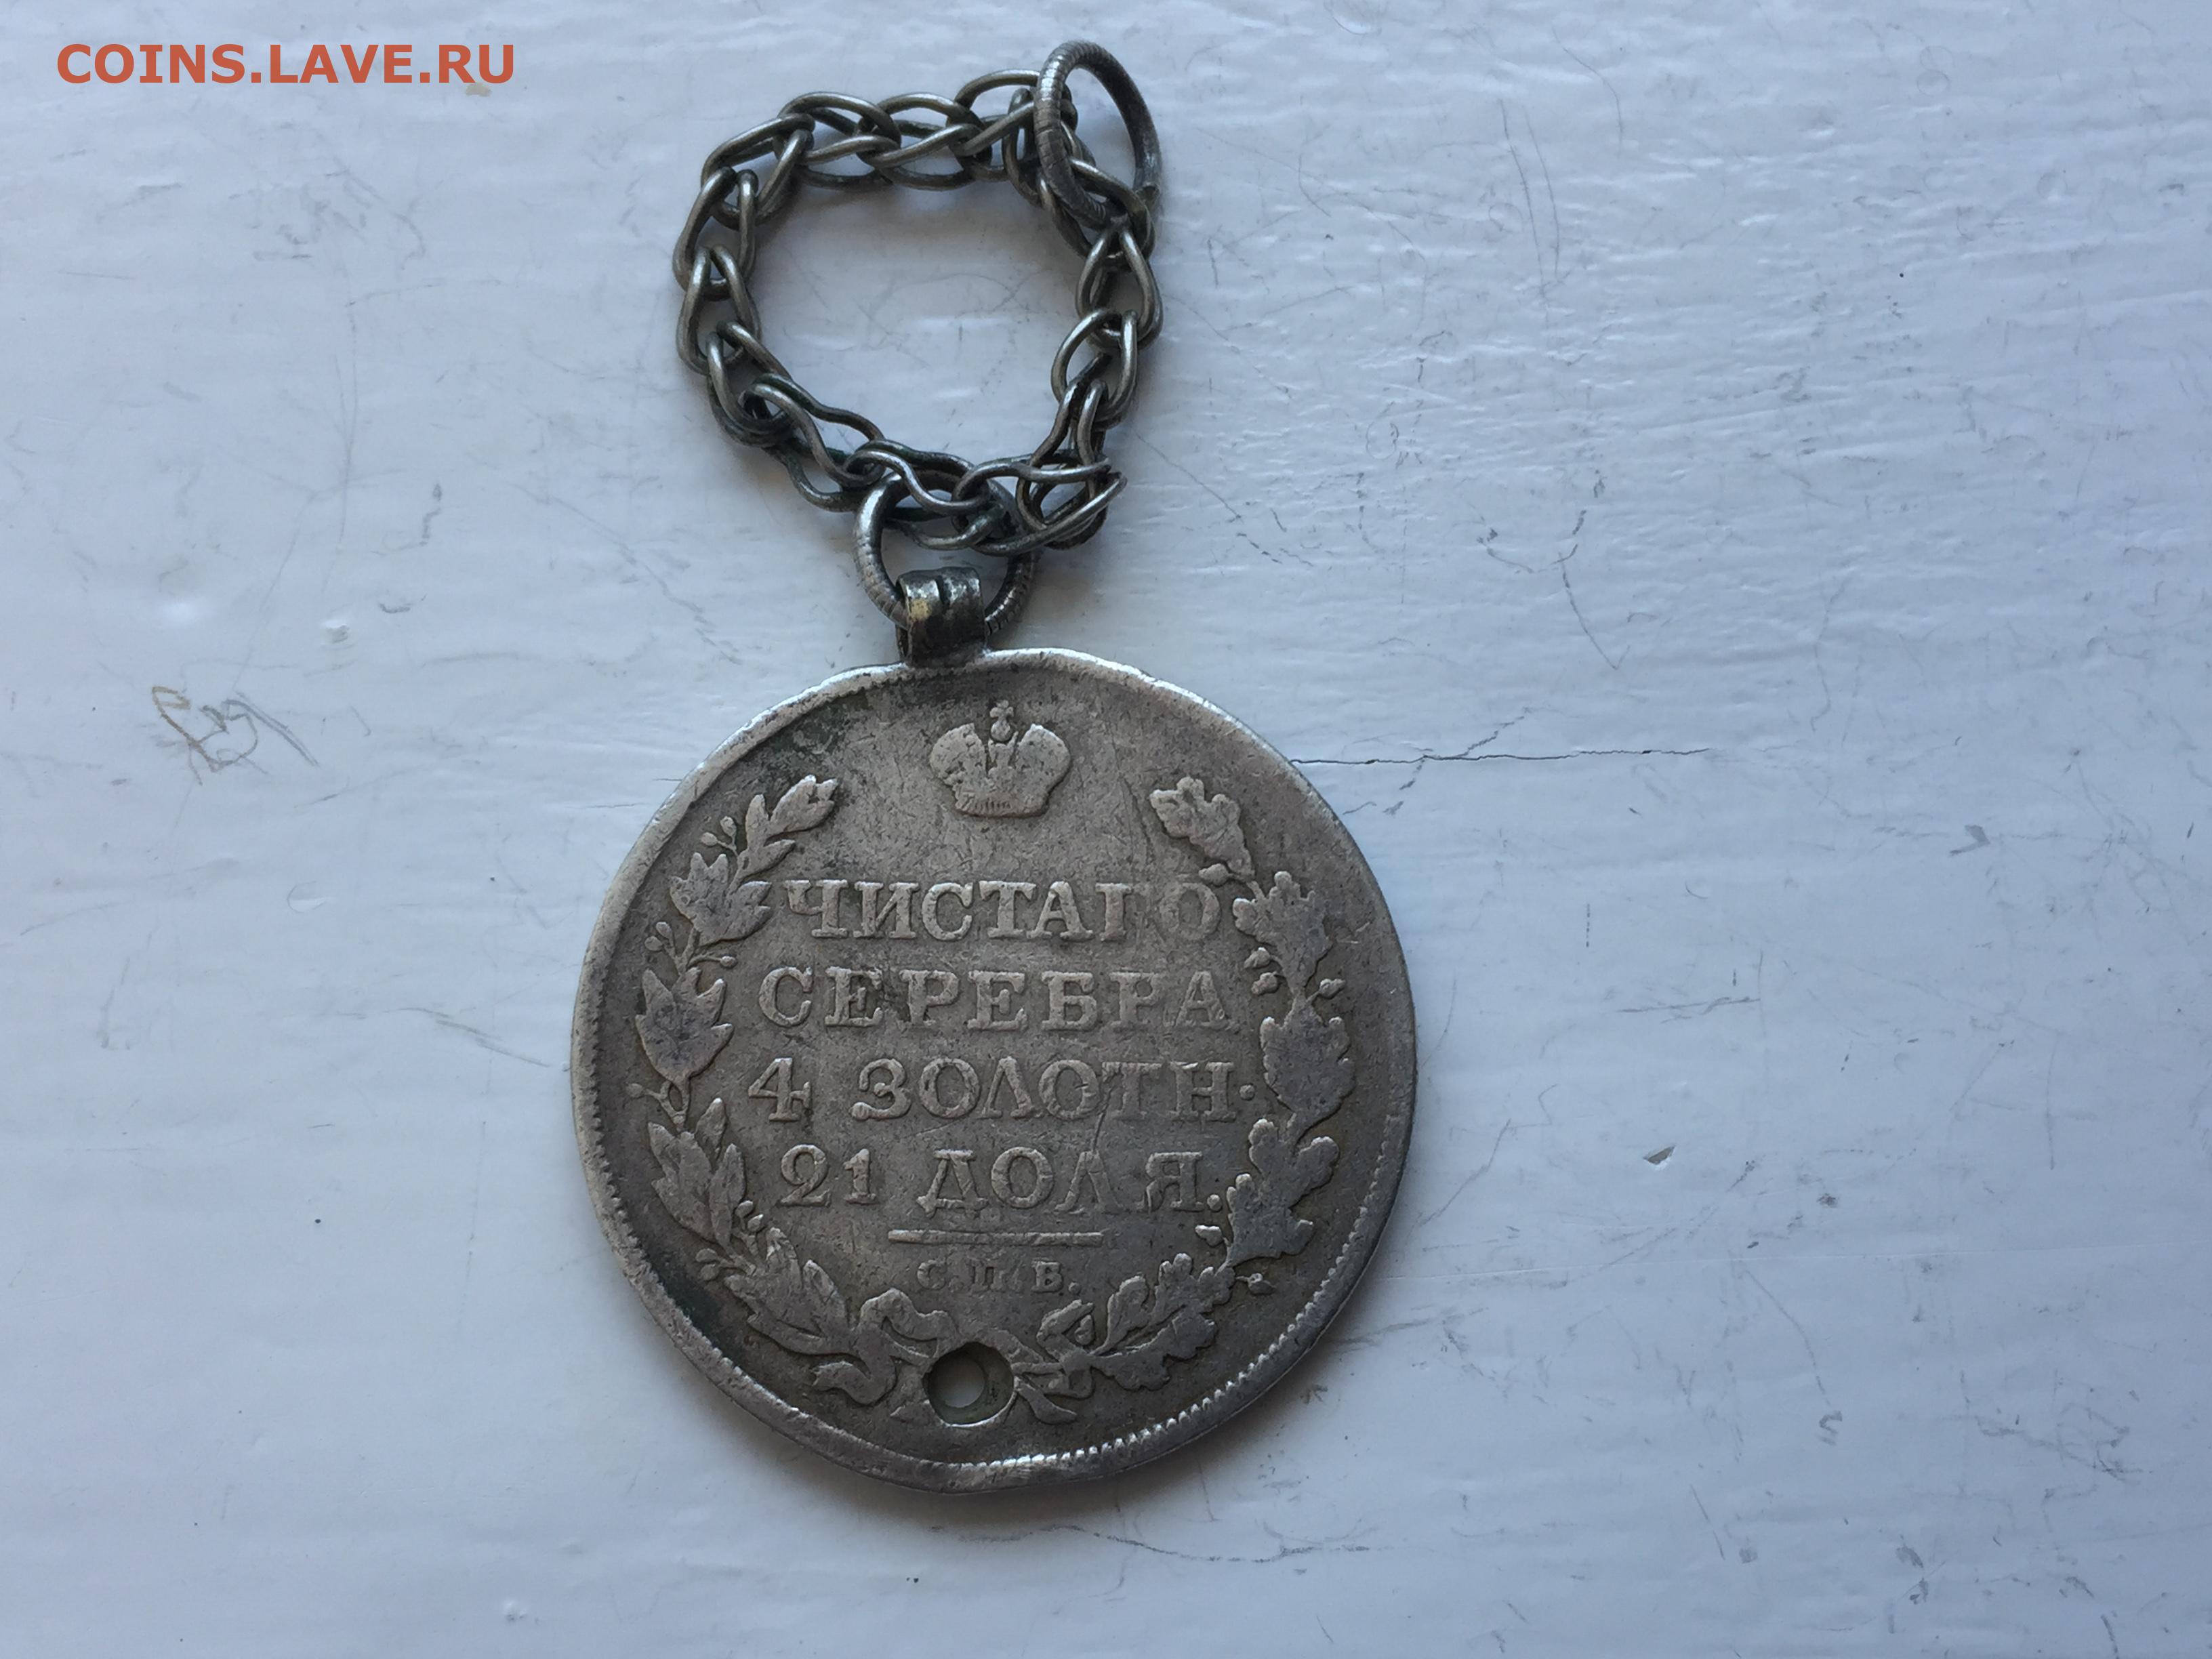 COINS.LAVE.RU
ЧИСТАГО
СЕРЕБРА
4 ЗОЛОТН.
21 ДОЛЯ.
С.П.Б.